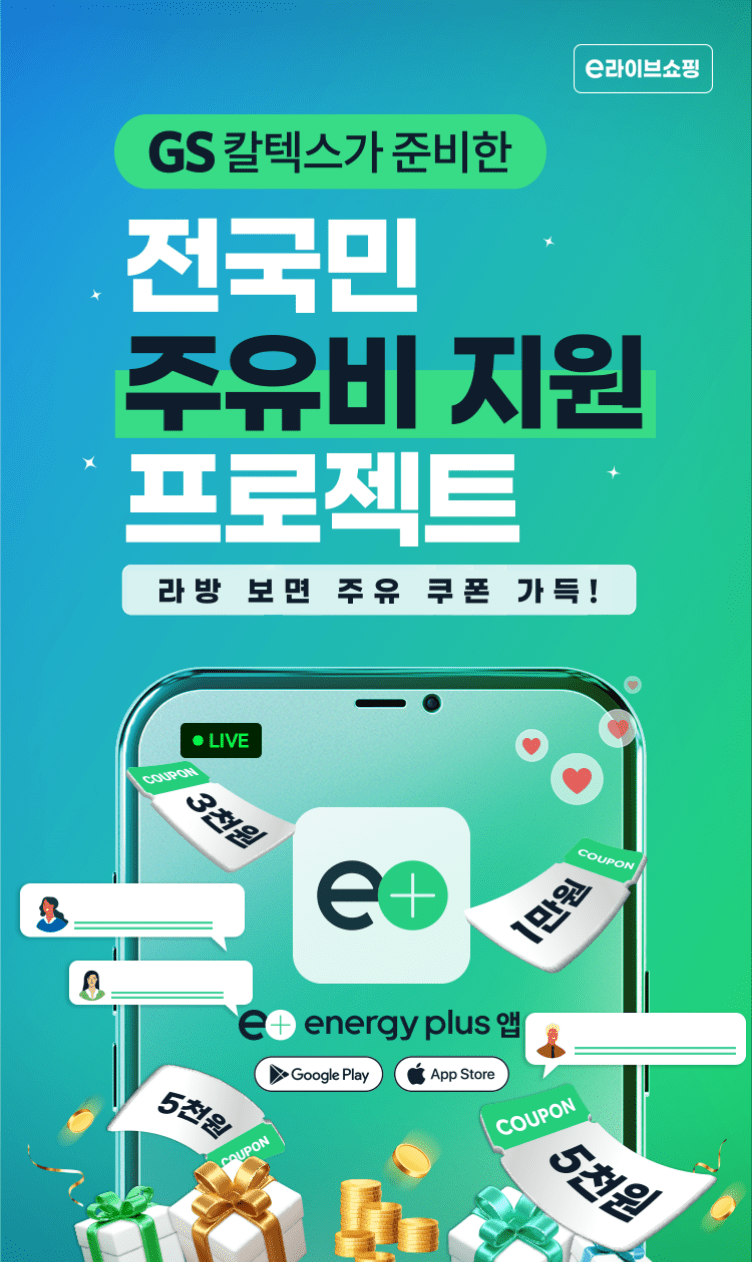 e라이브쇼핑
GS 칼텍스가 준비한
전국민
주유비 지원
프로젝트
라방 보면 주유 쿠폰 가득!
LIVE
COUPON
3천원
COUPON
1만원
e+
e+ energy plus 앱
Google Play
App Store
5천원
COUPON
COUPON
5천원